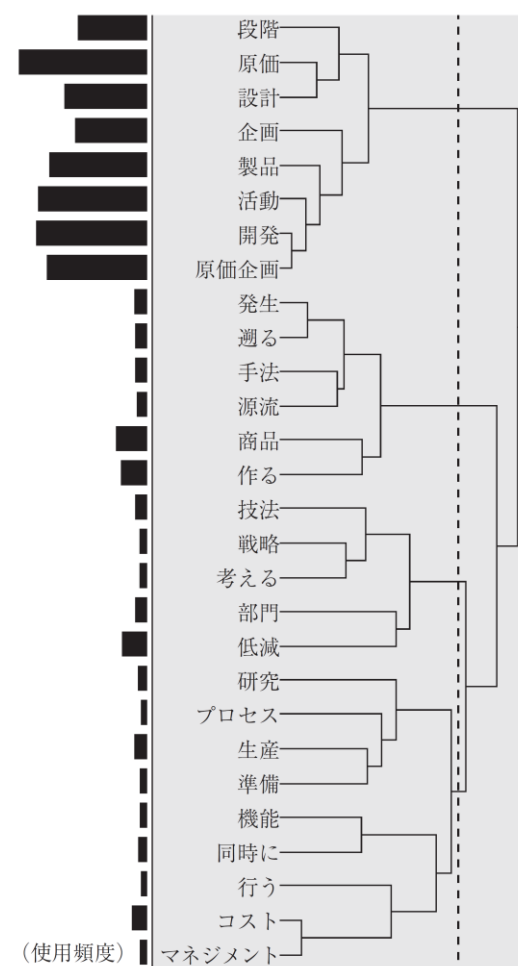 段階
原価
設計
企画
製品
活動
開発
原価企画
発生
遡る
手法
源流
商品
作る
技法
戦略
考える
部門
低減
研究
プロセス
生産
準備
機能
同時に
行う
コスト
（使用頻度） マネジメント